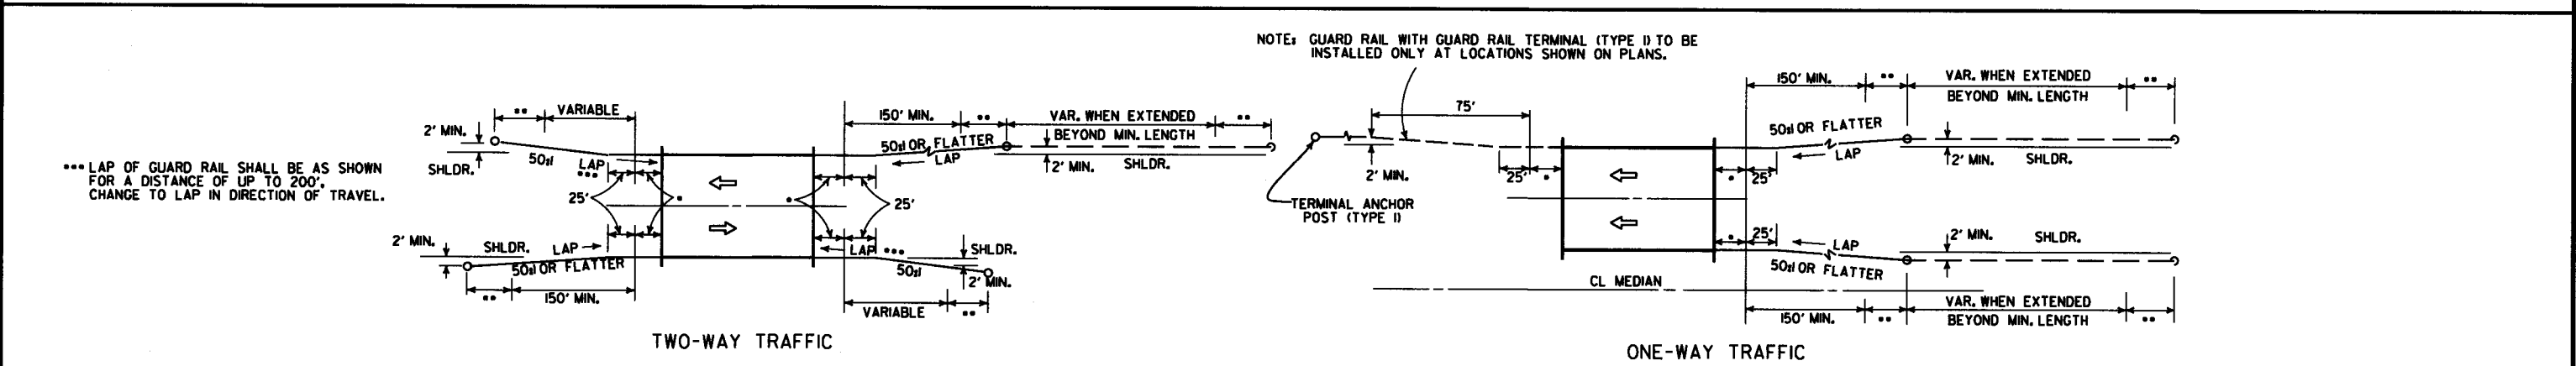 NOTE: GUARD RAIL WITH GUARD RAIL TERMINAL (TYPE I) TO BE
INSTALLED ONLY AT LOCATIONS SHOWN ON PLANS.
••• LAP OF GUARD RAIL SHALL BE AS SHOWN
FOR A DISTANCE OF UP TO 200'.
CHANGE TO LAP IN DIRECTION OF TRAVEL.
•• VARIABLE
2' MIN.
SHLDR.
50:1
LAP
•••
25'
•
150' MIN. •• VAR. WHEN EXTENDED ••
BEYOND MIN. LENGTH
50:1 OR FLATTER
LAP
2' MIN. SHLDR.
• 25'
2' MIN. SHLDR. LAP
50:1 OR FLATTER
•• 150' MIN.
LAP •••
50:1
SHLDR.
2' MIN.
VARIABLE ••
TWO-WAY TRAFFIC
75'
2' MIN.
25' •
TERMINAL ANCHOR
POST (TYPE I)
150' MIN. •• VAR. WHEN EXTENDED ••
BEYOND MIN. LENGTH
50:1 OR FLATTER
LAP
2' MIN. SHLDR.
• 25'
• 25'
LAP
50:1 OR FLATTER
2' MIN. SHLDR.
CL MEDIAN
150' MIN. •• VAR. WHEN EXTENDED ••
BEYOND MIN. LENGTH
ONE-WAY TRAFFIC